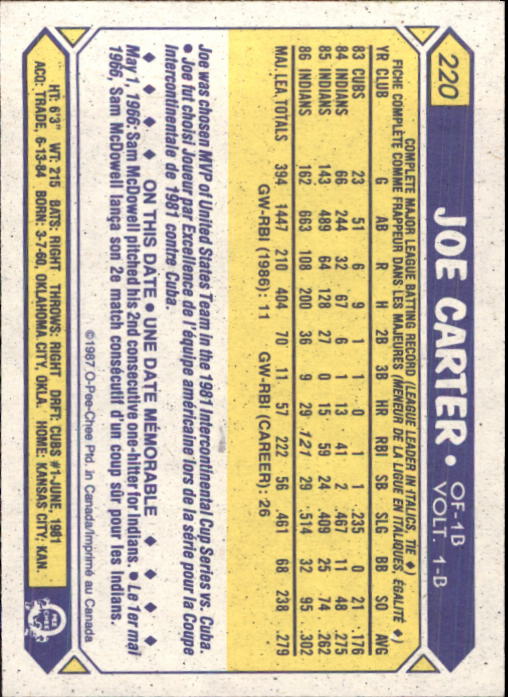 220
JOE CARTER • OF-1B
VOLT. 1-B
COMPLETE MAJOR LEAGUE BATTING RECORD (LEAGUE LEADER IN ITALICS, TIE ♦)
FICHE COMPLÈTE COMME FRAPPEUR DANS LES MAJEURES (MENEUR DE LA LIGUE EN ITALIQUES, ÉGALITÉ ♦)
YR CLUB G AB R H 2B 3B HR RBI SB SLG BB SO AVG
83 CUBS 23 51 6 9 1 1 0 1 1 .235 0 21 .176
84 INDIANS 66 244 32 67 6 1 13 41 2 .467 11 48 .275
85 INDIANS 143 489 64 128 27 0 15 59 24 .409 25 74 .262
86 INDIANS 162 663 108 200 36 9 29 121 29 .514 32 95 .302
MAJ. LEA. TOTALS 394 1447 210 404 70 11 57 222 56 .461 68 238 .279
GW-RBI (1986): 11 GW-RBI (CAREER): 26
Joe was chosen MVP of United States Team in the 1981 Intercontinental Cup Series vs. Cuba.
• Joe fut choisi Joueur par Excellence de l'équipe américaine lors de la série pour la Coupe
Intercontinentale de 1981 contre Cuba.
©1987 O-Pee-Chee Ptd. in Canada/Imprimé au Canada
♦ ♦ ♦ ♦ ON THIS DATE • UNE DATE MÉMORABLE ♦ ♦ ♦ ♦
May 1, 1966: Sam McDowell pitched his 2nd consecutive one-hitter for Indians. • Le 1er mai
1966, Sam McDowell lança son 2e match consécutif d'un coup sûr pour les Indians.
HT: 6'3" WT: 215 BATS: RIGHT THROWS: RIGHT DRFT: CUBS #1-JUNE, 1981
ACQ: TRADE, 6-13-84 BORN: 3-7-60, OKLAHOMA CITY, OKLA. HOME: KANSAS CITY, KAN.
O PEE CHEE